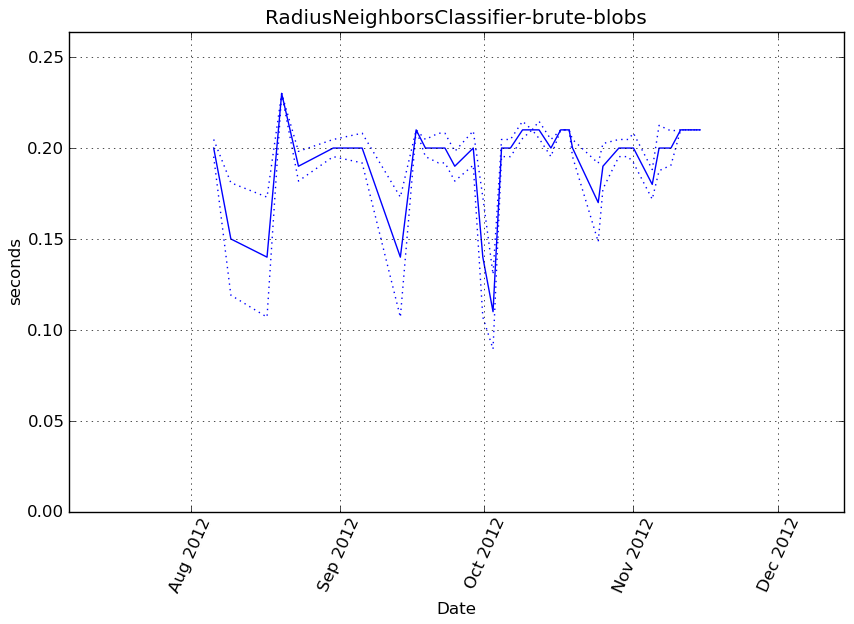 RadiusNeighborsClassifier-brute-blobs
0.25
0.20
0.15
0.10
0.05
0.00
seconds
Aug 2012
Sep 2012
Oct 2012
Nov 2012
Dec 2012
Date